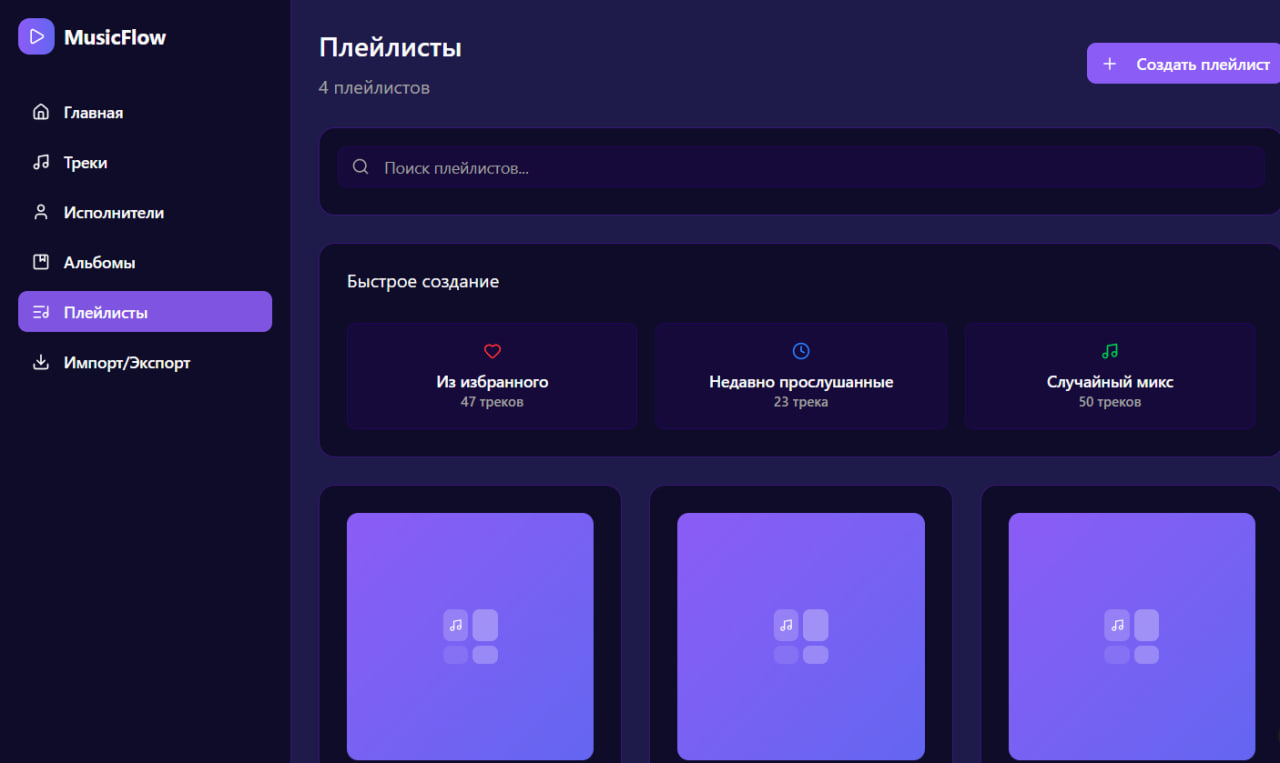 MusicFlow
Главная
Треки
Исполнители
Альбомы
Плейлисты
Импорт/Экспорт
Плейлисты
4 плейлистов
Создать плейлист
Поиск плейлистов...
Быстрое создание
Из избранного
47 треков
Недавно прослушанные
23 трека
Случайный микс
50 треков